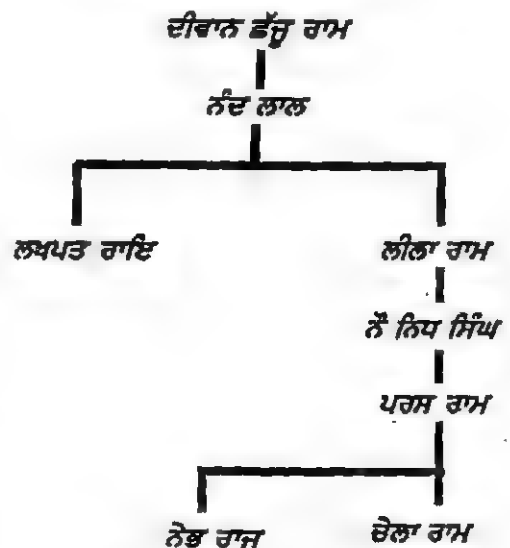 ਦੀਵਾਨ ਛੱਜੂ ਰਾਮ
ਨੰਦ ਲਾਲ
ਲਖਪਤ ਰਾਇ
ਲੀਲਾ ਰਾਮ
ਨੌ ਨਿਧ ਸਿੰਘ
ਪਰਸ ਰਾਮ
ਨੇਭ ਰਾਜ
ਚੇਲਾ ਰਾਮ